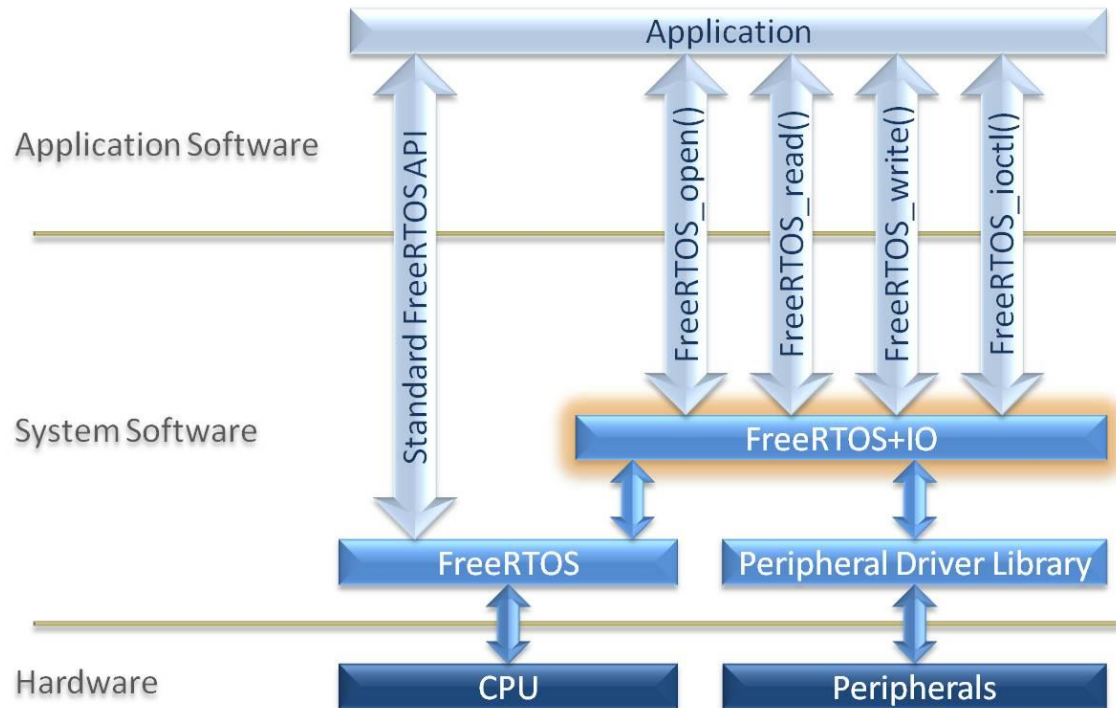 Application
Application Software
Standard FreeRTOS API
FreeRTOS_open()
FreeRTOS_read()
FreeRTOS_write()
FreeRTOS_ioctl()
System Software
FreeRTOS+IO
FreeRTOS
Peripheral Driver Library
Hardware
CPU
Peripherals